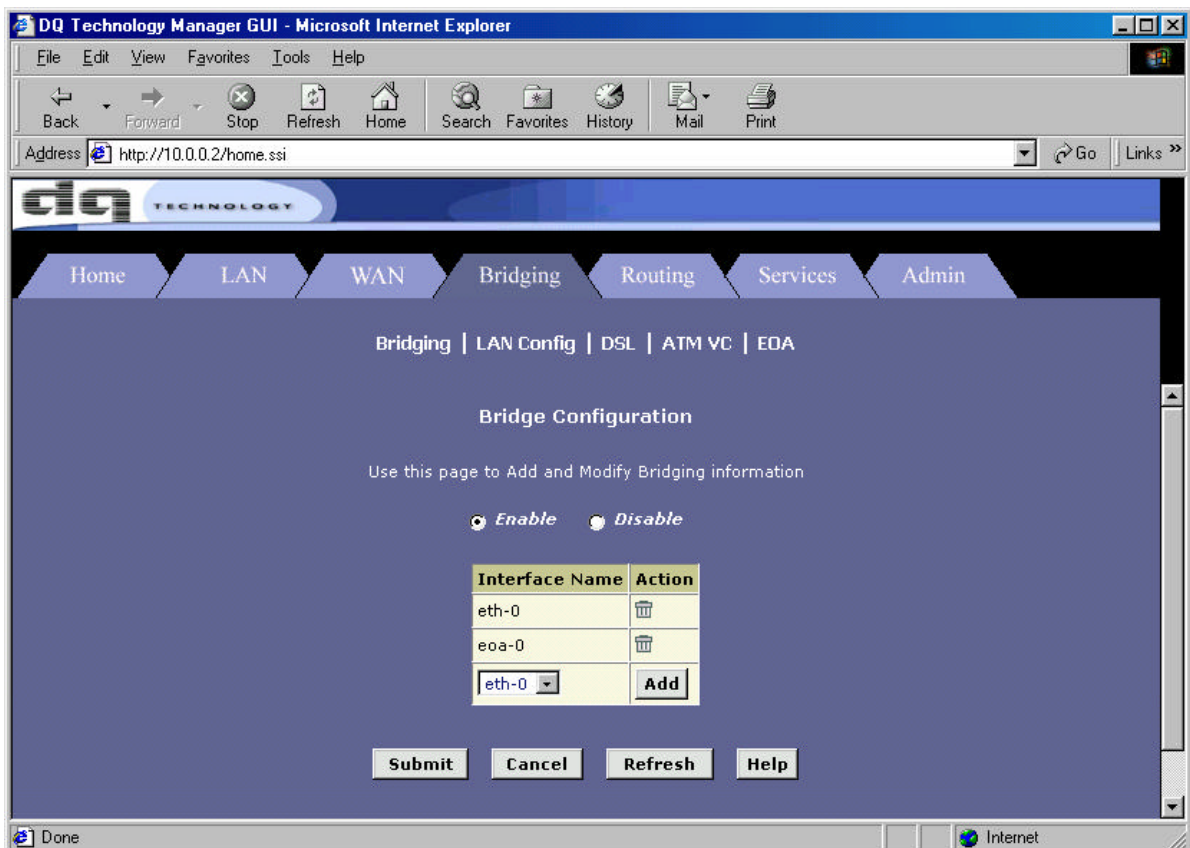 DQ Technology Manager GUI - Microsoft Internet Explorer
File Edit View Favorites Tools Help
Back Forward Stop Refresh Home Search Favorites History Mail Print
Address http://10.0.0.2/home.ssi Go Links »
dq TECHNOLOGY
Home LAN WAN Bridging Routing Services Admin
Bridging | LAN Config | DSL | ATM VC | EOA
Bridge Configuration
Use this page to Add and Modify Bridging information
Enable Disable
Interface Name Action
eth-0
eoa-0
eth-0 Add
Submit Cancel Refresh Help
Done Internet